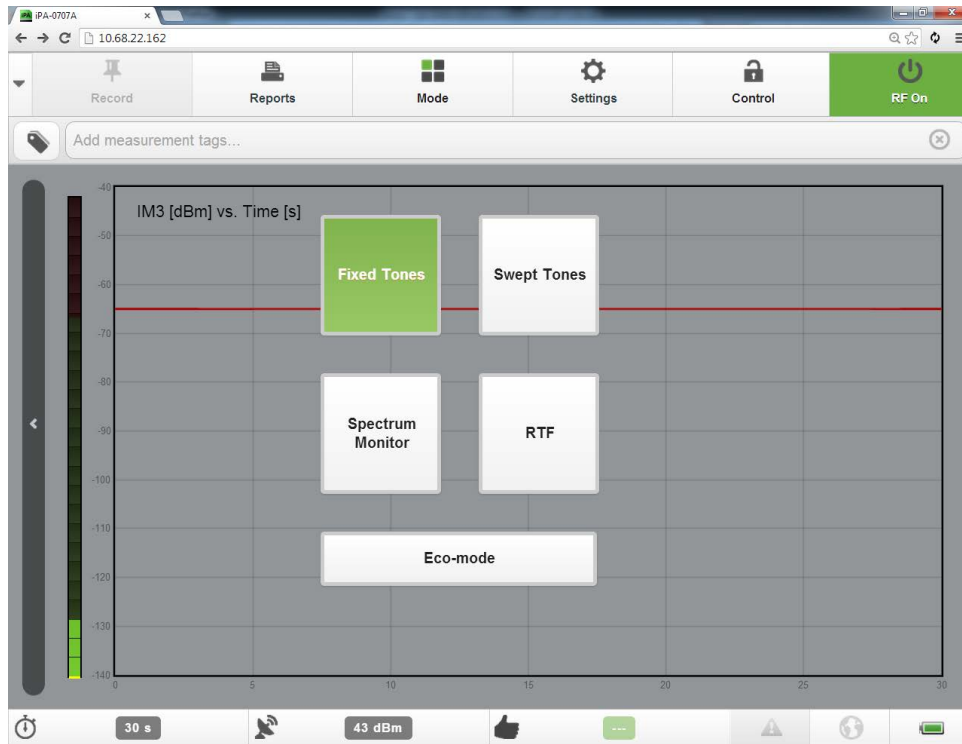 iPA iPA-0707A
10.68.22.162
Record
Reports
Mode
Settings
Control
RF On
Add measurement tags...
IM3 [dBm] vs. Time [s]
-40
-50
-60
-70
-80
-90
-100
-110
-120
-130
-140
0
5
10
15
20
25
30
Fixed Tones
Swept Tones
Spectrum
Monitor
RTF
Eco-mode
30 s
43 dBm
---